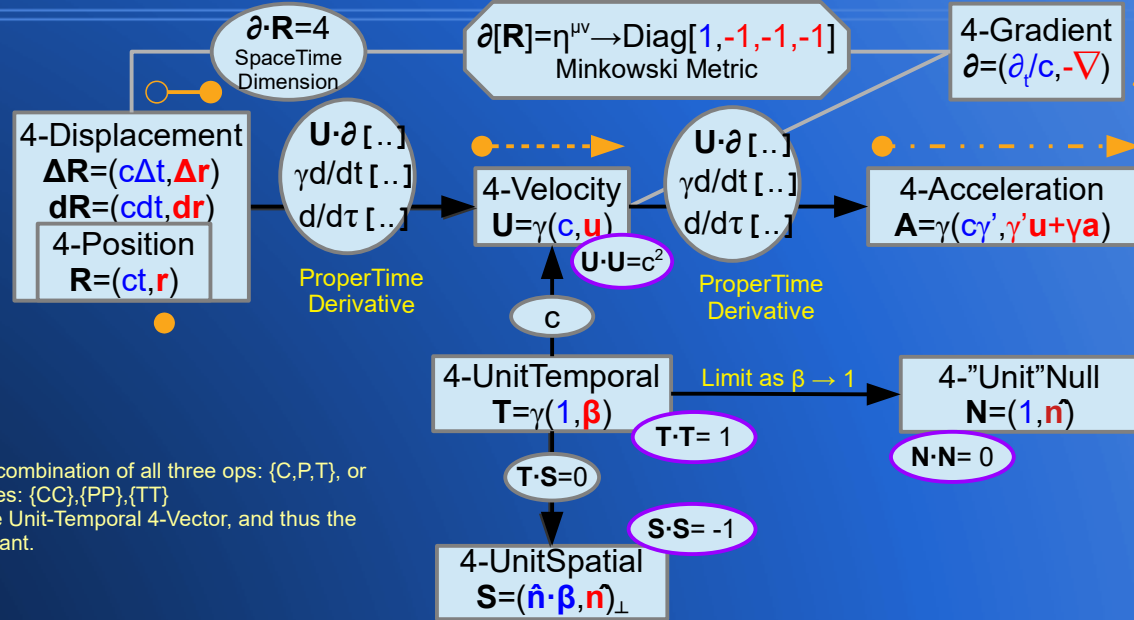 ∂·R=4
SpaceTime
Dimension
∂[R]=η^μν→Diag[1,-1,-1,-1]
Minkowski Metric
4-Gradient
∂=(∂ₜ/c,-∇)
4-Displacement
ΔR=(cΔt,Δr)
dR=(cdt,dr)
4-Position
R=(ct,r)
U·∂[..]
γd/dt[..]
d/dτ[..]
ProperTime
Derivative
4-Velocity
U=γ(c,u)
U·U=c²
U·∂[..]
γd/dt[..]
d/dτ[..]
ProperTime
Derivative
4-Acceleration
A=γ(cγ’,γ’u+γa)
c
4-UnitTemporal
T=γ(1,β)
T·T= 1
Limit as β → 1
4-”Unit”Null
N=(1,n̂)
N·N= 0
combination of all three ops: {C,P,T}, or
es: {CC},{PP},{TT}
e Unit-Temporal 4-Vector, and thus the
ant.
T·S=0
S·S= -1
4-UnitSpatial
S=(n̂·β,n̂)⊥